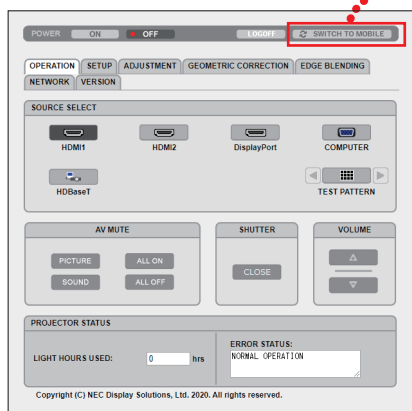 POWER ON OFF LOGOFF SWITCH TO MOBILE
OPERATION SETUP ADJUSTMENT GEOMETRIC CORRECTION EDGE BLENDING
NETWORK VERSION
SOURCE SELECT
HDMI1 HDMI2 DisplayPort COMPUTER
HDBaseT TEST PATTERN
AV MUTE SHUTTER VOLUME
PICTURE ALL ON
CLOSE
SOUND ALL OFF
PROJECTOR STATUS
ERROR STATUS:
LIGHT HOURS USED: 0 hrs NORMAL OPERATION
Copyright (C) NEC Display Solutions, Ltd. 2020. All rights reserved.